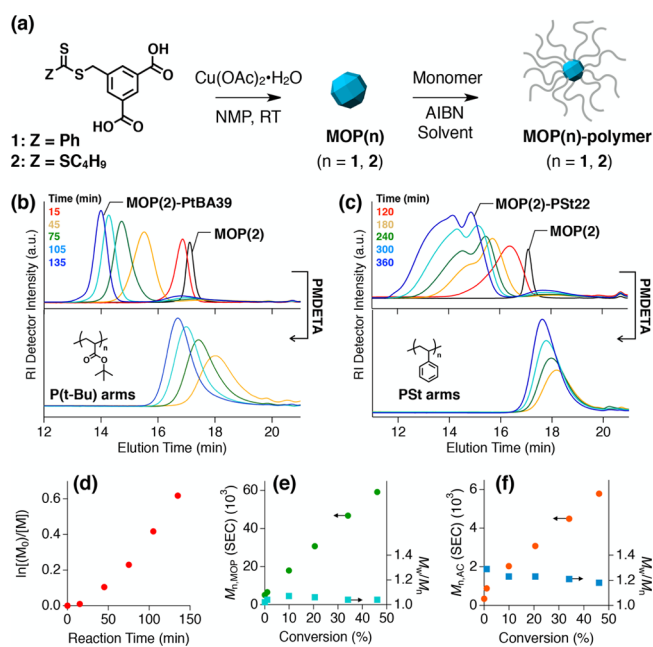 (a)
S
Z
S
OH
O
O
HO
O
1: Z = Ph
2: Z = SC4H9
Cu(OAc)2•H2O
NMP, RT
MOP(n)
(n = 1, 2)
Monomer
AIBN
Solvent
MOP(n)-polymer
(n = 1, 2)
(b)
Time (min)
15
45
75
105
135
MOP(2)-PtBA39
MOP(2)
RI Detector Intensity (a.u.)
PMDETA
n
O
O
P(t-Bu) arms
12 14 16 18 20
Elution Time (min)
(c)
Time (min)
120
180
240
300
360
MOP(2)-PSt22
MOP(2)
RI Detector Intensity (a.u.)
PMDETA
n
PSt arms
12 14 16 18 20
Elution Time (min)
(d)
ln[(M0)/[M]
0.6
0.4
0.2
0.0
0 50 100 150
Reaction Time (min)
(e)
Mn,MOP (SEC) (10³)
60
40
20
0
1.4
1.2
1.0
Mw/Mn
0 10 20 30 40 50
Conversion (%)
(f)
Mn,AC (SEC) (10³)
6
4
2
0
1.4
1.2
1.0
Mw/Mn
0 10 20 30 40 50
Conversion (%)